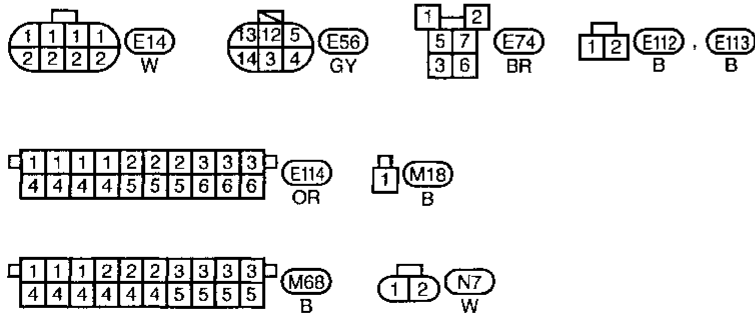 1 1 1 1 E14
2 2 2 2 W
13 12 5 E56
14 3 4 GY
1 2
5 7 E74
3 6 BR
1 2 E112 , E113
B B
1 1 1 1 2 2 2 3 3 3 E114
4 4 4 4 5 5 5 6 6 6 OR
1 M18
B
1 1 1 2 2 2 3 3 3 3 M68
4 4 4 4 4 4 5 5 5 5 B
1 2 N7
W